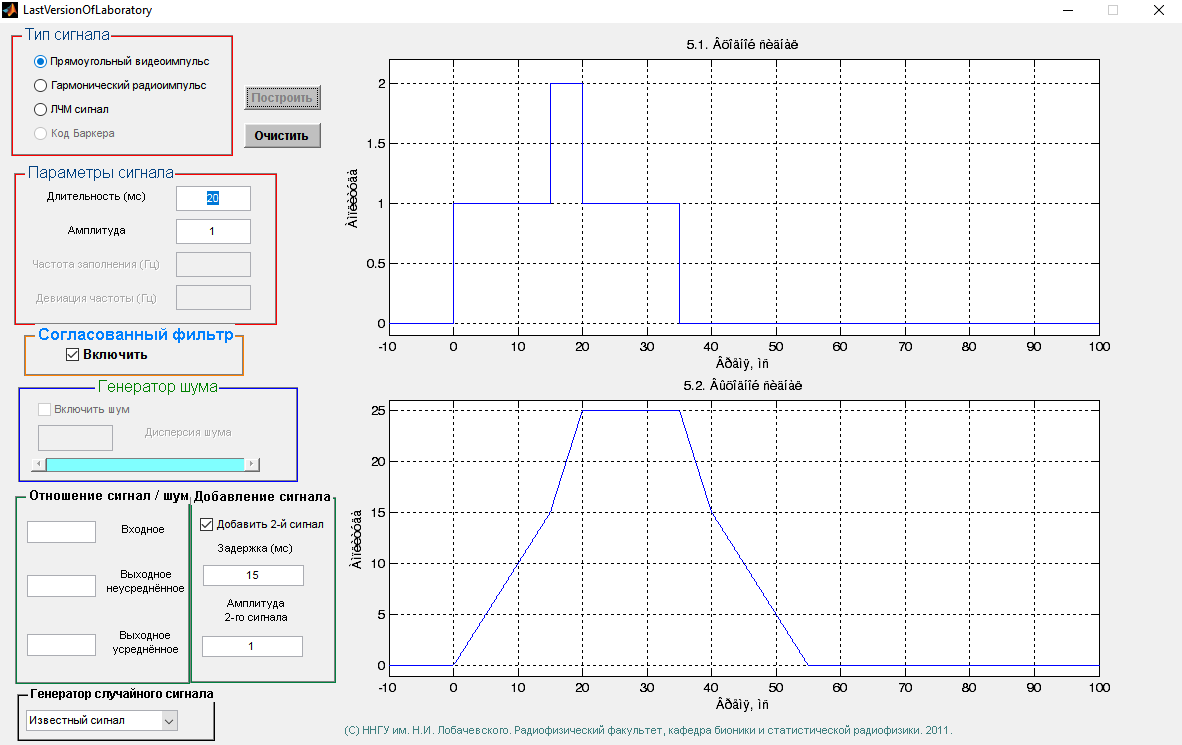 LastVersionOfLaboratory
Тип сигнала
Прямоугольный видеоимпульс
Гармонический радиоимпульс
ЛЧМ сигнал
Код Баркера
Построить
Очистить
Параметры сигнала
Длительность (мс)
20
Амплитуда
1
Частота заполнения (Гц)
Девиация частоты (Гц)
Согласованный фильтр
Включить
Генератор шума
Включить шум
Дисперсия шума
Отношение сигнал / шум
Входное
Выходное
неусреднённое
Выходное
усреднённое
Добавление сигнала
Добавить 2-й сигнал
Задержка (мс)
15
Амплитуда
2-го сигнала
1
Генератор случайного сигнала
Известный сигнал
5.1. Âõîäíîé ñèãíàë
Àìïëèòóäà
2
1.5
1
0.5
0
-10 0 10 20 30 40 50 60 70 80 90 100
Âðåìÿ, ìñ
5.2. Âûõîäíîé ñèãíàë
Àìïëèòóäà
25
20
15
10
5
0
-10 0 10 20 30 40 50 60 70 80 90 100
Âðåìÿ, ìñ
(С) ННГУ им. Н.И. Лобачевского. Радиофизический факультет, кафедра бионики и статистической радиофизики. 2011.